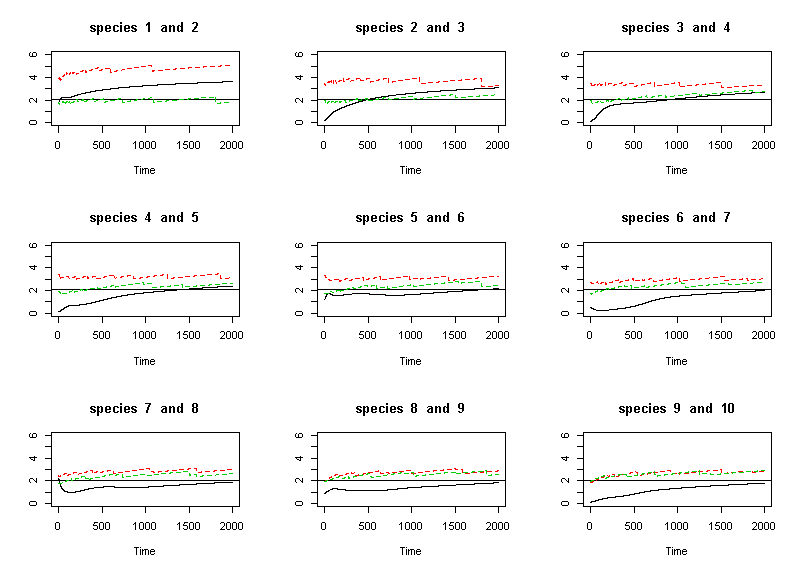 species 1 and 2
species 2 and 3
species 3 and 4
6
4
2
0
6
4
2
0
6
4
2
0
0 500 1000 1500 2000
0 500 1000 1500 2000
0 500 1000 1500 2000
Time
Time
Time
species 4 and 5
species 5 and 6
species 6 and 7
6
4
2
0
6
4
2
0
6
4
2
0
0 500 1000 1500 2000
0 500 1000 1500 2000
0 500 1000 1500 2000
Time
Time
Time
species 7 and 8
species 8 and 9
species 9 and 10
6
4
2
0
6
4
2
0
6
4
2
0
0 500 1000 1500 2000
0 500 1000 1500 2000
0 500 1000 1500 2000
Time
Time
Time